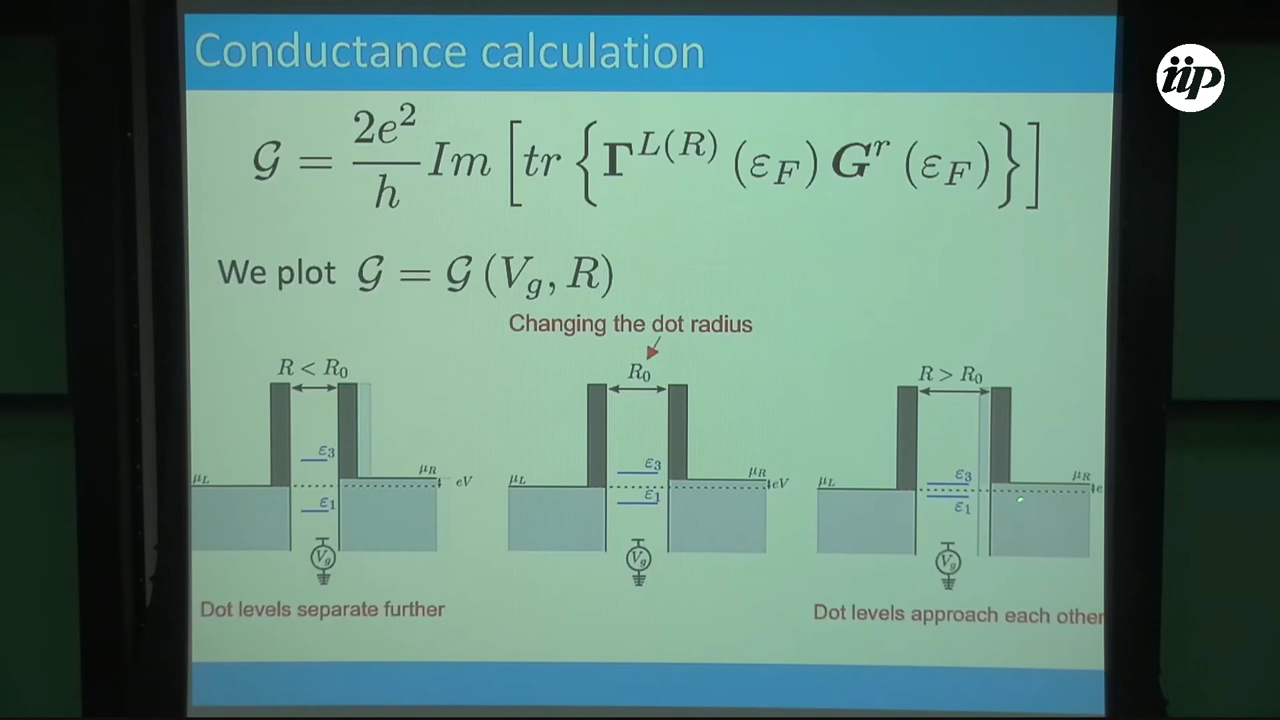 Conductance calculation
iip
𝒢 = 2e²/h Im [tr {Γ^{L(R)} (ε_F) G^r (ε_F)}]
We plot 𝒢 = 𝒢 (V_g, R)
Changing the dot radius
R < R₀
R₀
R > R₀
ε₃
μ_L
μ_R
eV
ε₁
V_g
ε₃
μ_L
μ_R
eV
ε₁
V_g
ε₃
μ_L
μ_R
e
ε₁
V_g
Dot levels separate further
Dot levels approach each other